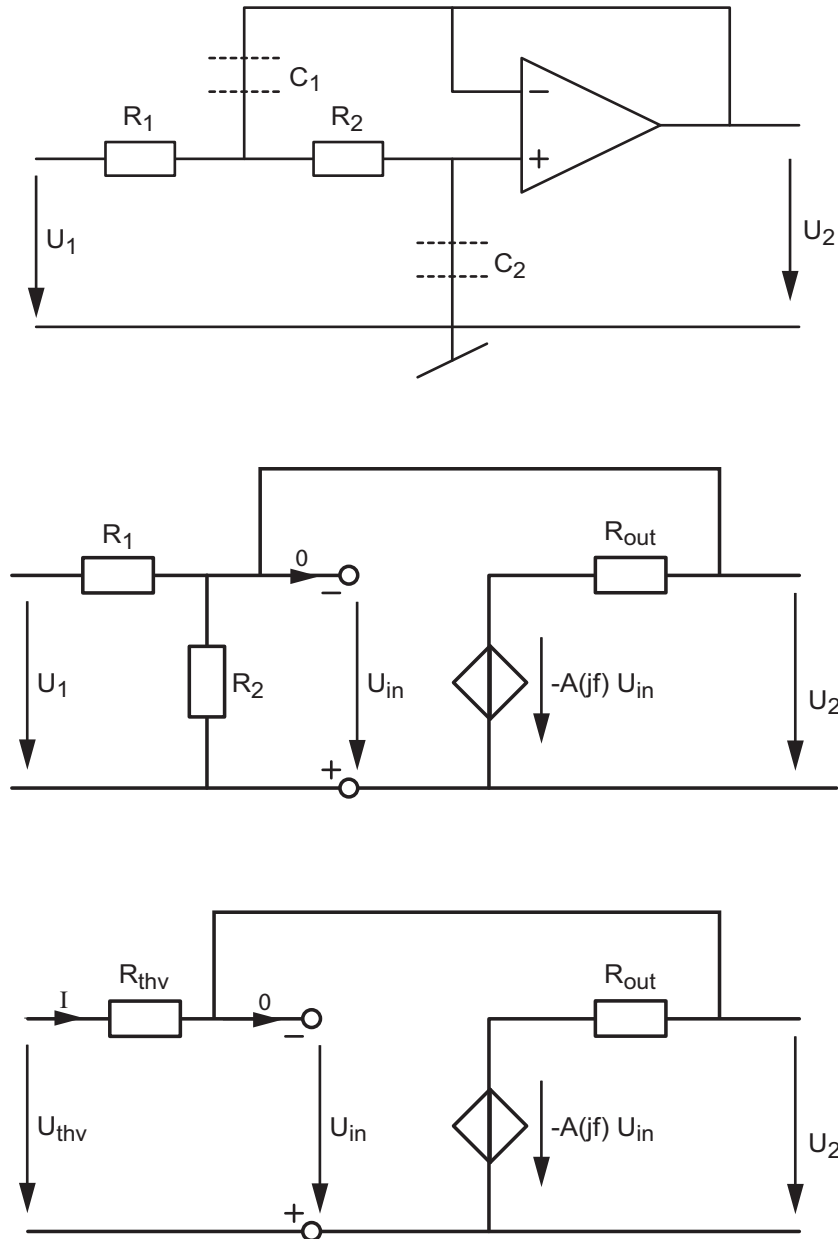 C1
R1
R2
−
+
U1
U2
C2
R1
Rout
0
−
U1
R2
Uin
-A(jf) Uin
U2
+
Rthv
Rout
I
0
−
Uthv
Uin
-A(jf) Uin
U2
+